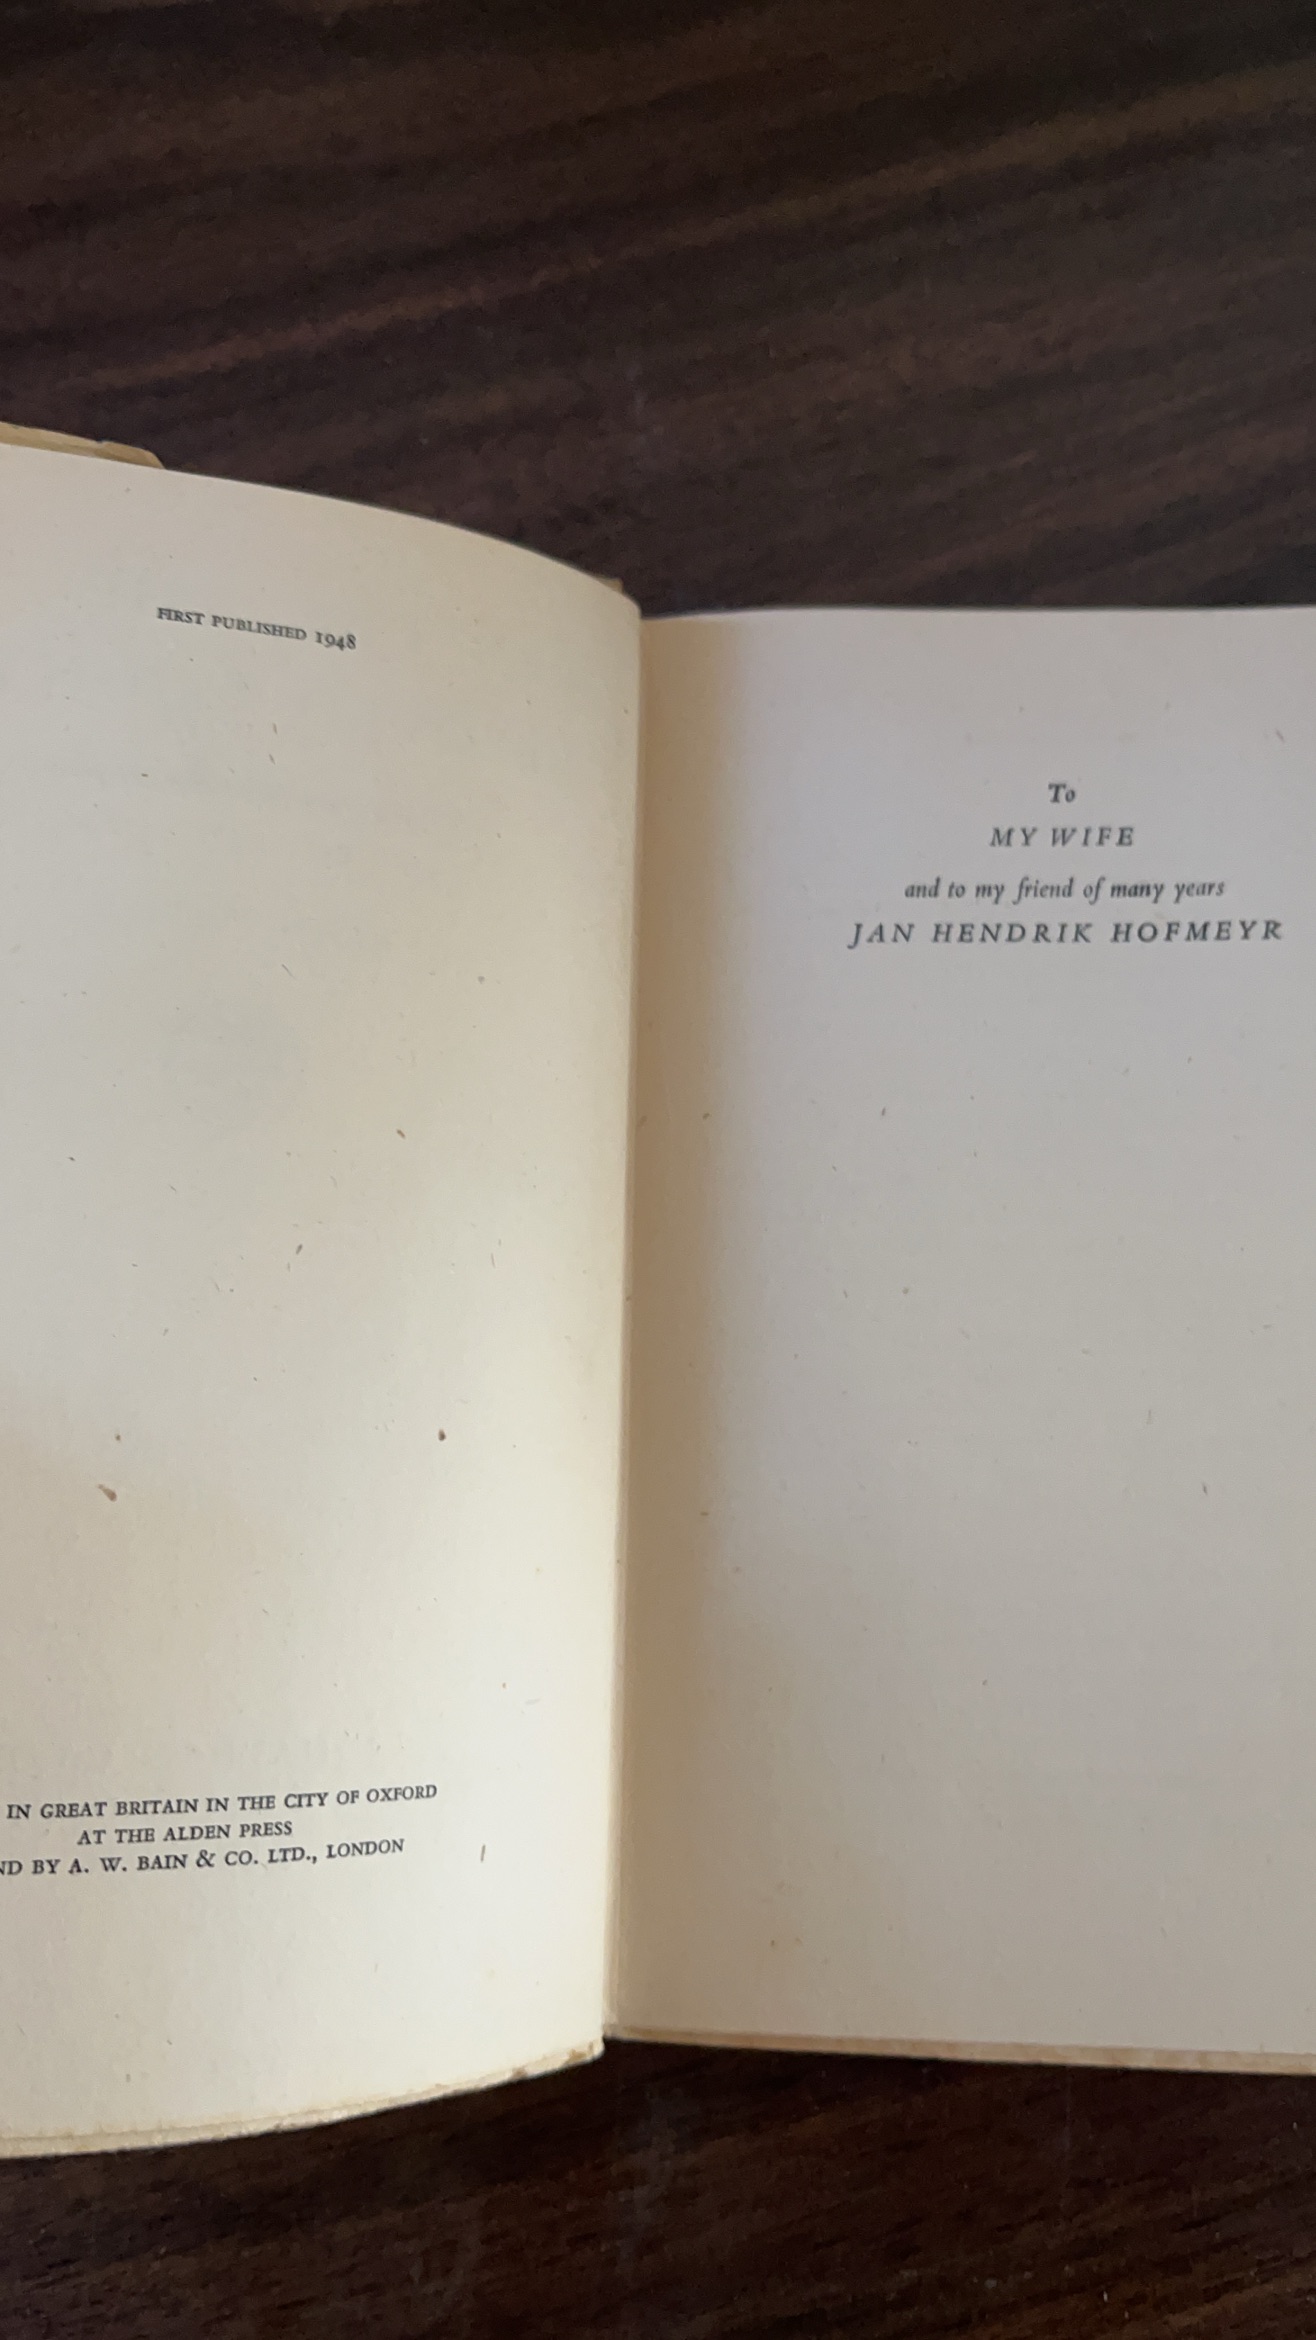 FIRST PUBLISHED 1948
IN GREAT BRITAIN IN THE CITY OF OXFORD
AT THE ALDEN PRESS
BY A. W. BAIN & CO. LTD., LONDON
To
MY WIFE
and to my friend of many years
JAN HENDRIK HOFMEYR